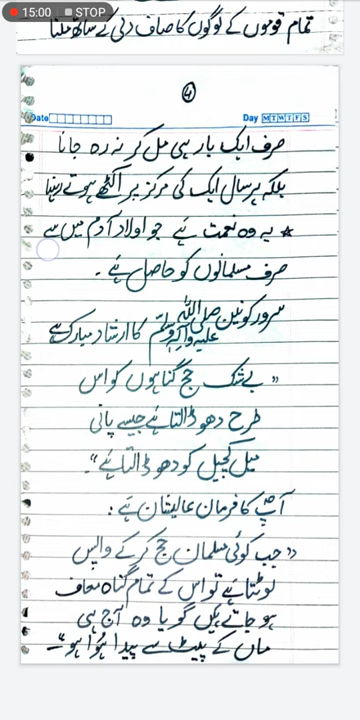 15:00 STOP
تمام قوموں کے لوگوں کا صاف دلی کے ساتھ ملنا
4
Date Day M T W T F S
صرف ایک بار ہی مل کر نہ رہ جانا
بلکہ ہر سال ایک ہی مرکز پر اکٹھے ہوتے رہنا
* یہ وہ نعمت ہے جو اولاد آدم میں سے
صرف مسلمانوں کو حاصل ہے ۔
سرور کونین صلی اللہ
علیہ وآلہ وسلم کا ارشاد مبارک ہے
" بے شک حج گناہوں کو اس
طرح دھو ڈالتا ہے جیسے پانی
میل کچیل کو دھو ڈالتا ہے "۔
آپؐ کا فرمان عالیشان ہے :
" جب کوئی مسلمان حج کر کے واپس
لوٹتا ہے تو اس کے تمام گناہ معاف
ہو جاتے ہیں گویا وہ آج ہی
ماں کے پیٹ سے پیدا ہوا ہو "۔